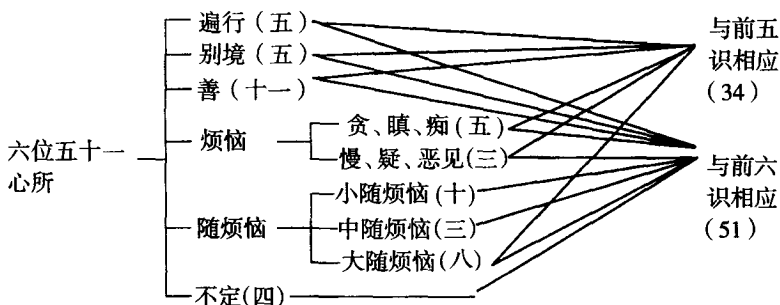 遍行(五)
别境(五)
善(十一)
六位五十一
心所
烦恼
贪、瞋、痴(五)
慢、疑、恶见(三)
随烦恼
小随烦恼(十)
中随烦恼(三)
大随烦恼(八)
不定(四)
与前五
识相应
(34)
与前六
识相应
(51)